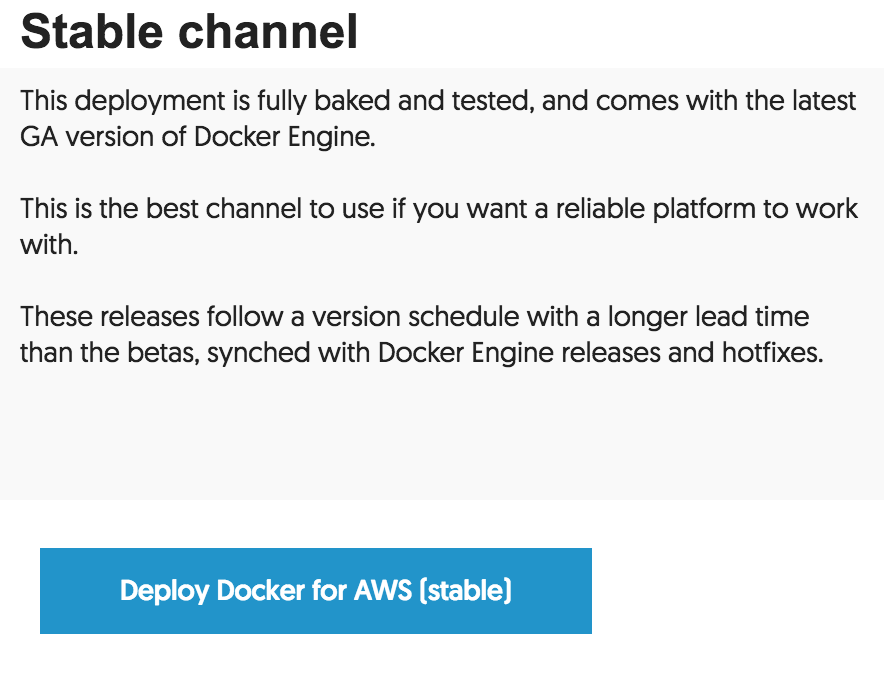 Stable channel
This deployment is fully baked and tested, and comes with the latest
GA version of Docker Engine.
This is the best channel to use if you want a reliable platform to work
with.
These releases follow a version schedule with a longer lead time
than the betas, synched with Docker Engine releases and hotfixes.
Deploy Docker for AWS (stable)